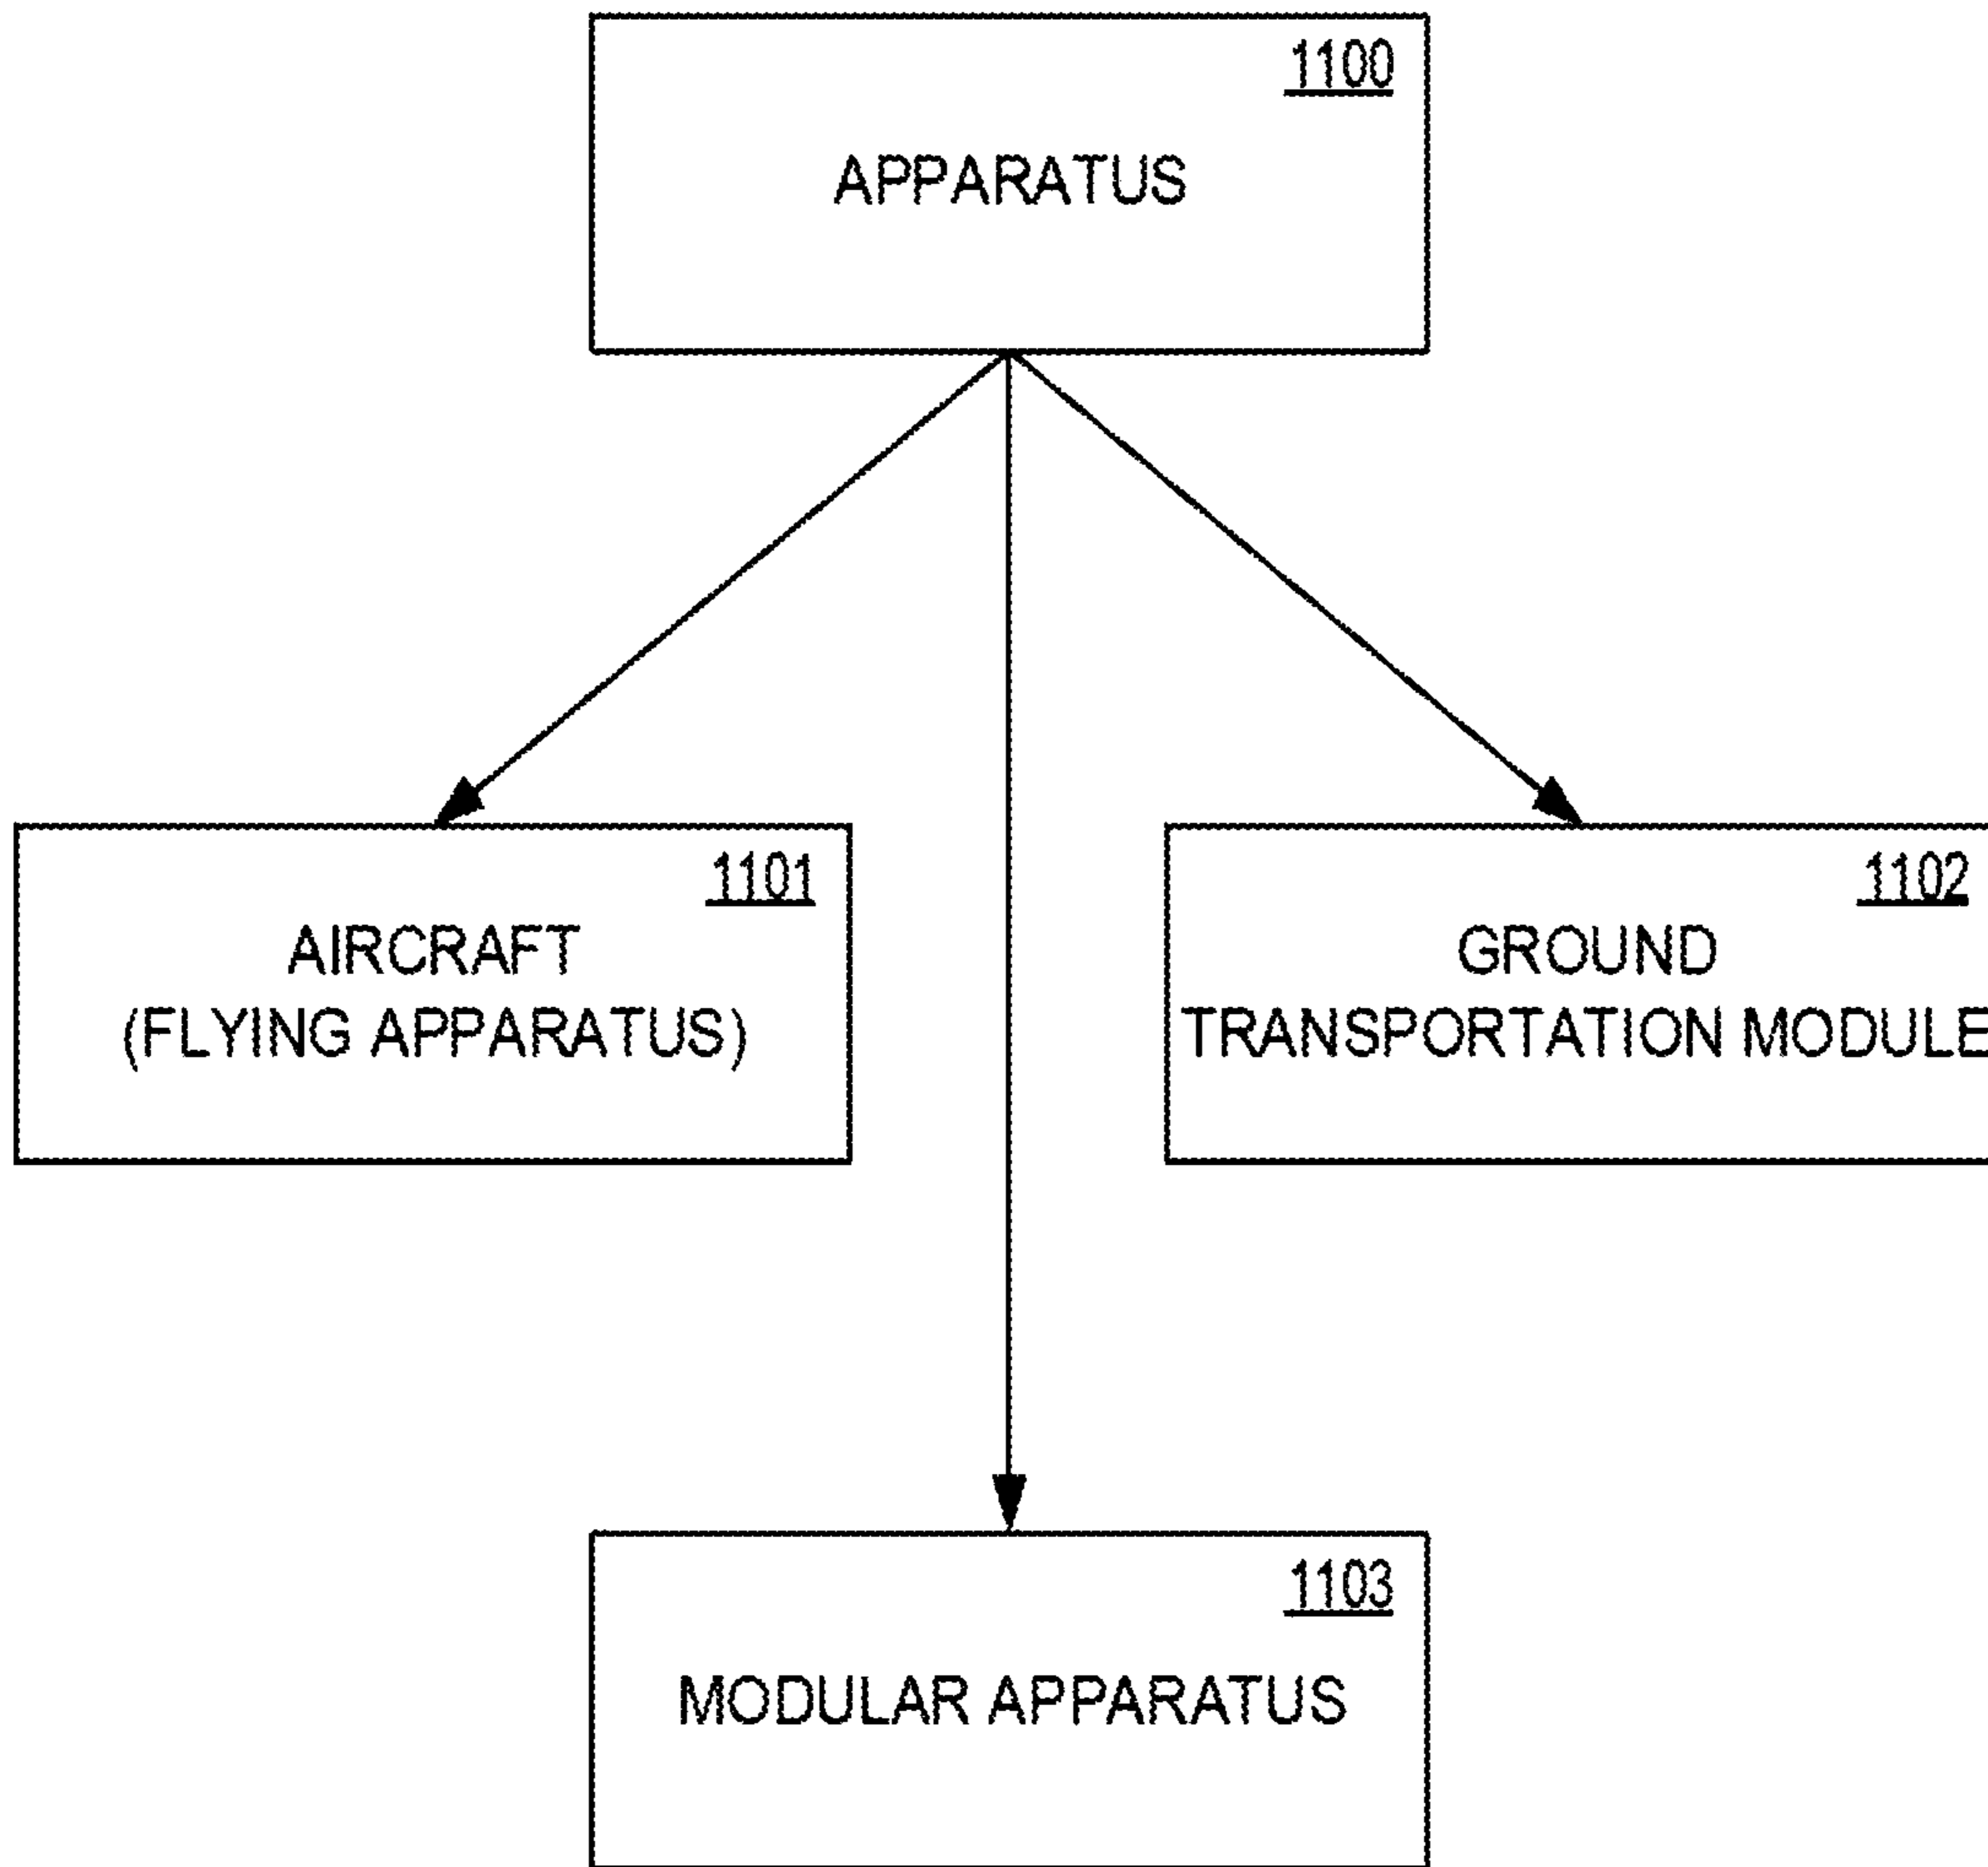 1100
APPARATUS
1101
AIRCRAFT
(FLYING APPARATUS)
1102
GROUND
TRANSPORTATION MODULE
1103
MODULAR APPARATUS